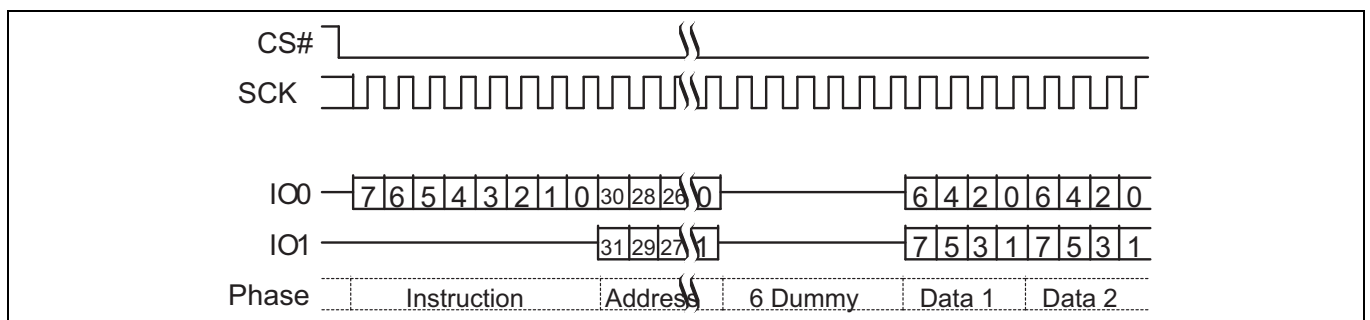 CS#
SCK
IO0 7 6 5 4 3 2 1 0 30 28 26 0 6 4 2 0 6 4 2 0
IO1 31 29 27 1 7 5 3 1 7 5 3 1
Phase Instruction Address 6 Dummy Data 1 Data 2